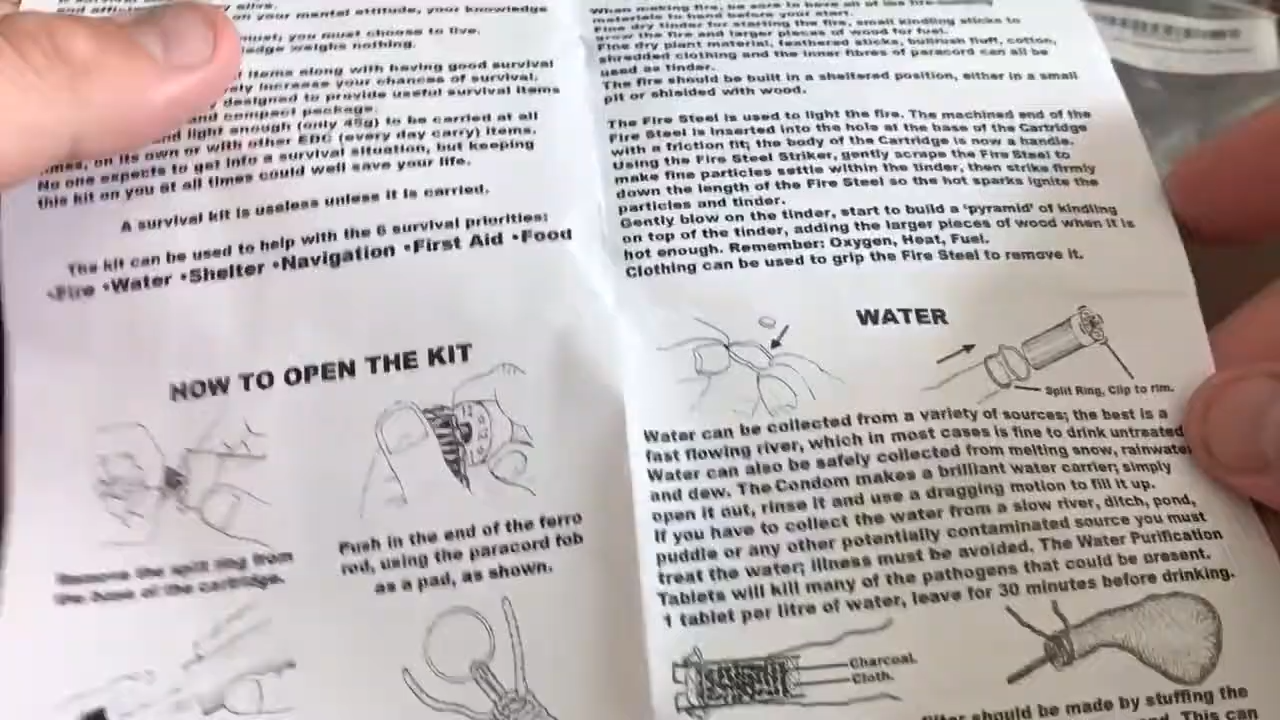 on your mental attitude, your knowledge
must, you must choose to live.
weighs nothing.
items along with having good survival
increase your chances of survival.
designed to provide useful survival items
and compact package.
and light enough (only 45g) to be carried at all
on its own or with other EDC (every day carry) items.
No one expects to get into a survival situation, but keeping
this kit on you at all times could well save your life.
A survival kit is useless unless it is carried.
The kit can be used to help with the 6 survival priorities:
•Fire •Water •Shelter •Navigation •First Aid •Food
HOW TO OPEN THE KIT
Remove the split ring from
the base of the cartridge.
Push in the end of the ferro
rod, using the paracord fob
as a pad, as shown.
When making fire, be sure to have all of the
materials to hand before your start.
Fine dry tinder for starting the fire, small kindling sticks to
grow the fire and larger pieces of wood for fuel.
Fine dry plant material, feathered sticks, bullrush fluff, cotton,
shredded clothing and the inner fibres of paracord can all be
used as tinder.
The fire should be built in a sheltered position, either in a small
pit or shisided with wood.
The Fire Steel is used to light the fire. The machined end of the
Fire Steel is inserted into the hole at the base of the Cartridge
with a friction fit; the body of the Cartridge is now a handle.
Using the Fire Steel Striker, gently scrape the Fire Steel to
make fine particles settle within the tinder, then strike firmly
down the length of the Fire Steel so the hot sparks ignite the
particles and tinder.
Gently blow on the tinder, start to build a 'pyramid' of kindling
on top of the tinder, adding the larger pieces of wood when it is
hot enough. Remember: Oxygen, Heat, Fuel.
Clothing can be used to grip the Fire Steel to remove it.
WATER
Split Ring, Clip to rim.
Water can be collected from a variety of sources; the best is a
fast flowing river, which in most cases is fine to drink untreated
Water can also be safely collected from melting snow, rainwater
and dew. The Condom makes a brilliant water carrier; simply
open it out, rinse it and use a dragging motion to fill it up.
If you have to collect the water from a slow river, ditch, pond,
puddle or any other potentially contaminated source you must
treat the water; illness must be avoided. The Water Purification
Tablets will kill many of the pathogens that could be present.
1 tablet per litre of water, leave for 30 minutes before drinking.
Charcoal.
Cloth.
should be made by stuffing the
This can